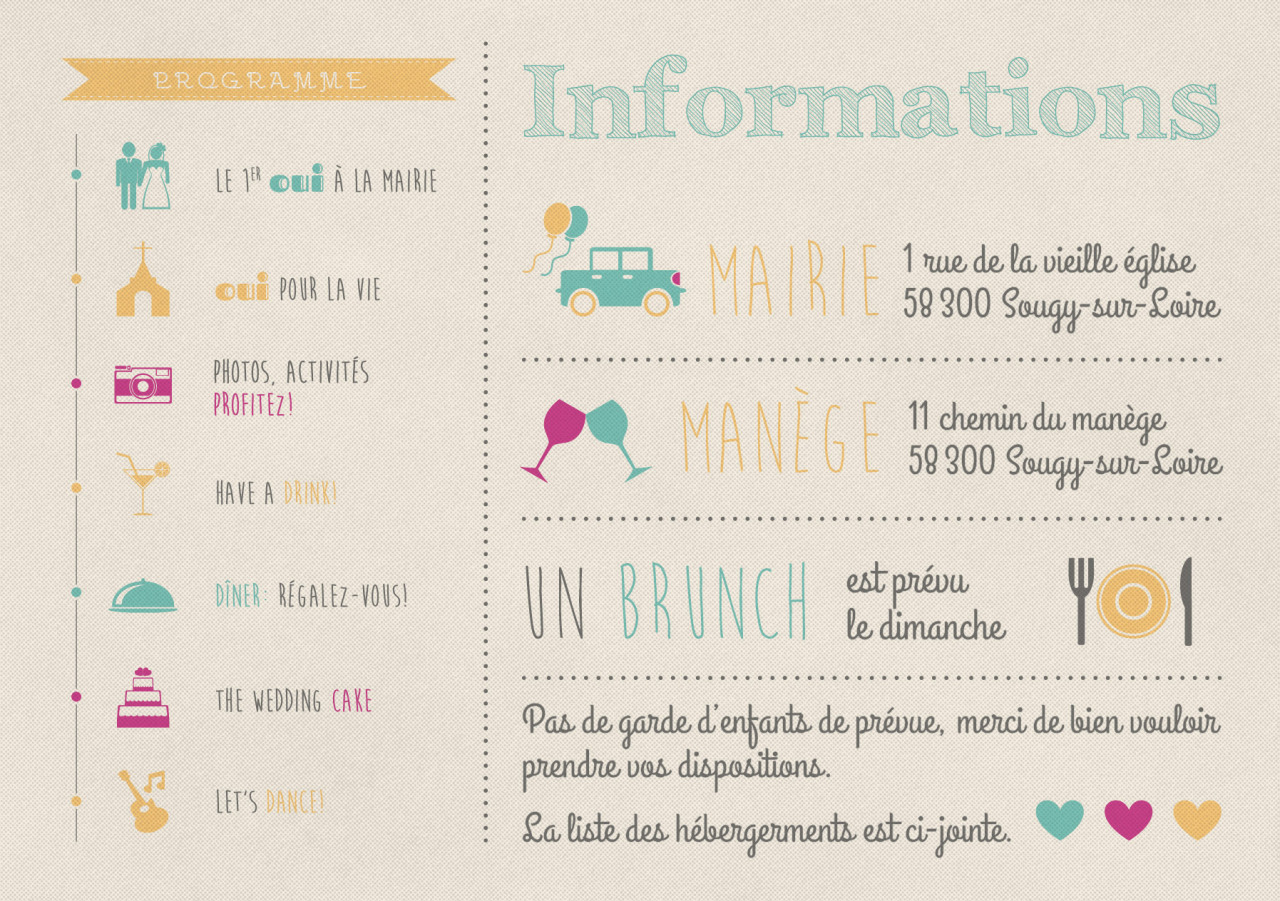 PROGRAMME
LE 1ER oui À LA MAIRIE
oui POUR LA VIE
PHOTOS, ACTIVITÉS
PROFITEZ!
HAVE A DRINK!
DÎNER: RÉGALEZ-VOUS!
THE WEDDING CAKE
LET'S DANCE!
Informations
MAIRIE
1 rue de la vieille église
58 300 Sougy-sur-Loire
MANÈGE
11 chemin du manège
58 300 Sougy-sur-Loire
UN BRUNCH
est prévu
le dimanche
Pas de garde d'enfants de prévue, merci de bien vouloir
prendre vos dispositions.
La liste des hébergerments est ci-jointe.